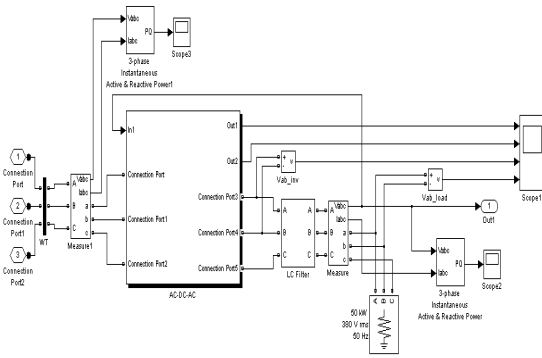 Vabc
Iabc
PQ
3-phase
Instantaneous
Active & Reactive Power1
Scope3
In1
Out1
Out2
Connection Port
Connection Port1
Connection Port2
Connection Port3
Connection Port4
Connection Port5
AC-DC-AC
1
Connection
Port
2
Connection
Port1
3
Connection
Port2
WT
Vabc
Iabc
A
B
C
a
b
c
Measure1
+
-
v
Vab_inv
A
B
C
A
B
C
LC Filter
Vabc
Iabc
A
B
C
a
b
c
Measure
+
-
v
Vab_load
Scope1
1
Out1
Vabc
Iabc
PQ
3-phase
Instantaneous
Active & Reactive Power
Scope2
A B C
50 kW
380 V rms
50 Hz